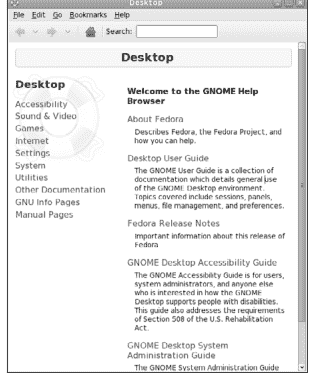 Desktop
File Edit Go Bookmarks Help
Search:
Desktop
Desktop
Accessibility
Sound & Video
Games
Internet
Settings
System
Utilities
Other Documentation
GNU Info Pages
Manual Pages
Welcome to the GNOME Help
Browser
About Fedora
Describes Fedora, the Fedora Project, and
how you can help.
Desktop User Guide
The GNOME User Guide is a collection of
documentation which details general use
of the GNOME Desktop environment.
Topics covered include sessions, panels,
menus, file management, and preferences.
Fedora Release Notes
Important information about this release of
Fedora
GNOME Desktop Accessibility Guide
The GNOME Accessibility Guide is for users,
system administrators, and anyone else
who is interested in how the GNOME
Desktop supports people with disabilities.
This guide also addresses the requirements
of Section 508 of the U.S. Rehabilitation
Act.
GNOME Desktop System
Administration Guide
The GNOME System Administration Guide